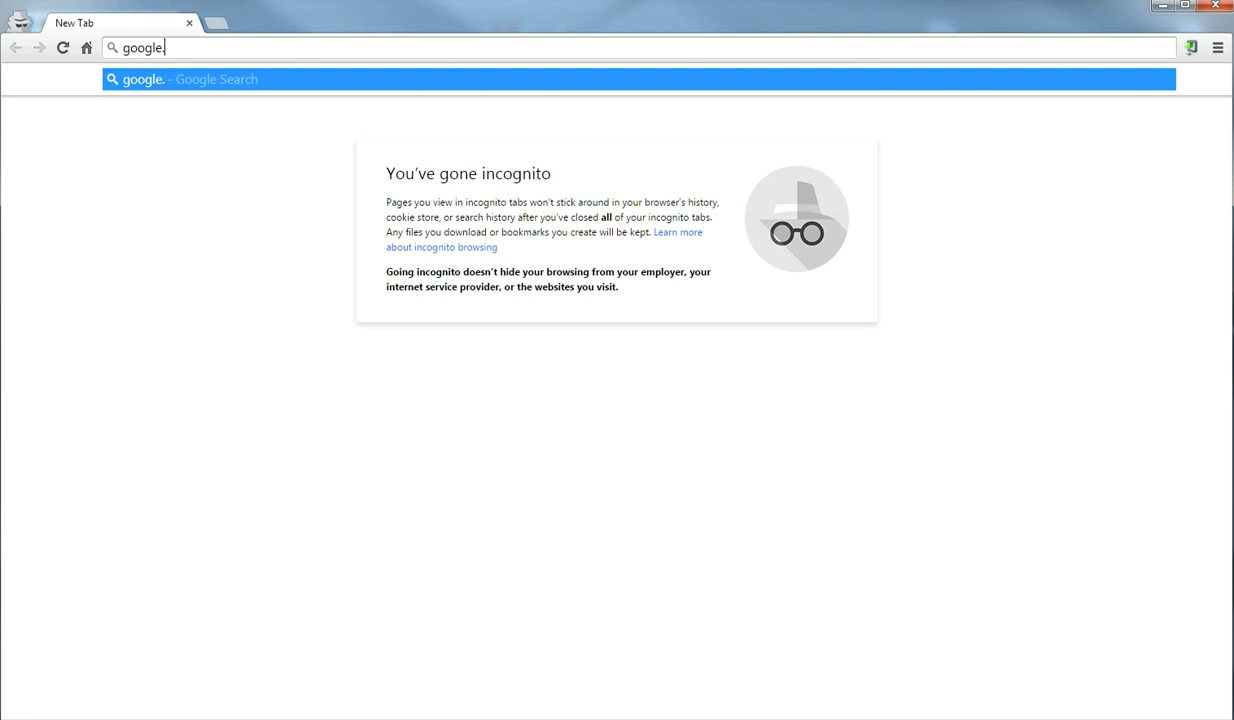 New Tab
google.
google. - Google Search
You've gone incognito
Pages you view in incognito tabs won't stick around in your browser's history,
cookie store, or search history after you've closed all of your incognito tabs.
Any files you download or bookmarks you create will be kept. Learn more
about incognito browsing
Going incognito doesn't hide your browsing from your employer, your
internet service provider, or the websites you visit.